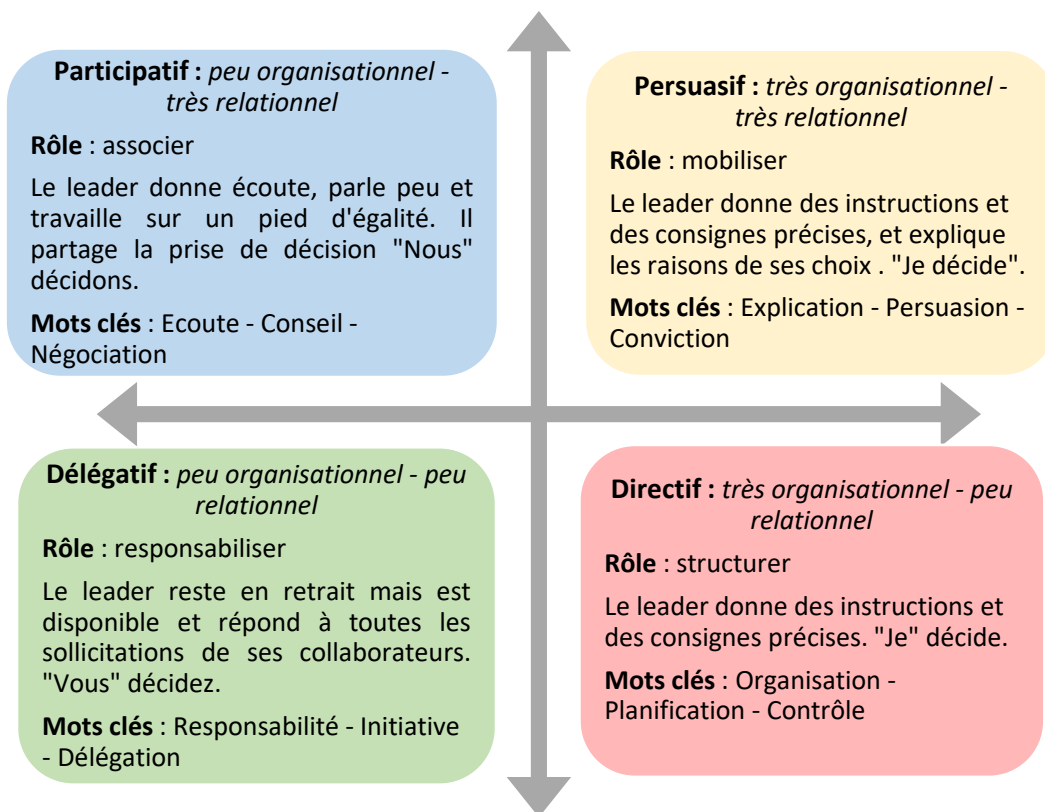 Participatif : peu organisationnel -
très relationnel
Rôle : associer
Le leader donne écoute, parle peu et
travaille sur un pied d'égalité. Il
partage la prise de décision "Nous"
décidons.
Mots clés : Ecoute - Conseil -
Négociation
Persuasif : très organisationnel -
très relationnel
Rôle : mobiliser
Le leader donne des instructions et
des consignes précises, et explique
les raisons de ses choix . "Je décide".
Mots clés : Explication - Persuasion -
Conviction
Délégatif : peu organisationnel - peu
relationnel
Rôle : responsabiliser
Le leader reste en retrait mais est
disponible et répond à toutes les
sollicitations de ses collaborateurs.
"Vous" décidez.
Mots clés : Responsabilité - Initiative
- Délégation
Directif : très organisationnel - peu
relationnel
Rôle : structurer
Le leader donne des instructions et
des consignes précises. "Je" décide.
Mots clés : Organisation -
Planification - Contrôle